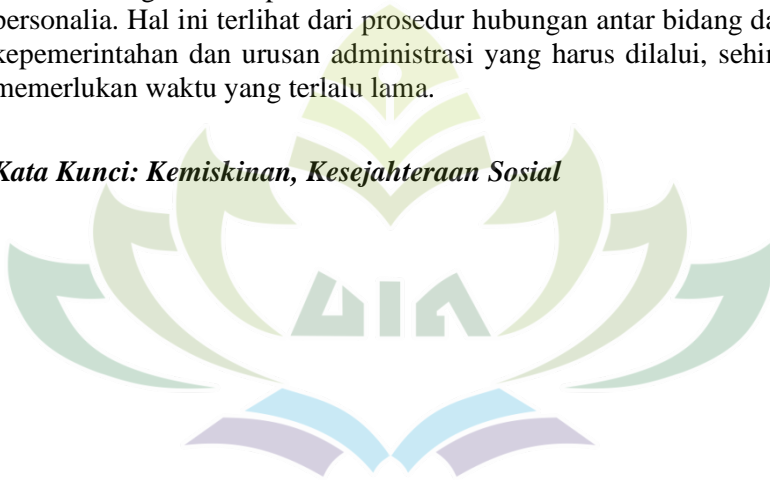 personalia. Hal ini terlihat dari prosedur hubungan antar bidang da
kepemerintahan dan urusan administrasi yang harus dilalui, sehin
memerlukan waktu yang terlalu lama.
Kata Kunci: Kemiskinan, Kesejahteraan Sosial
UIN